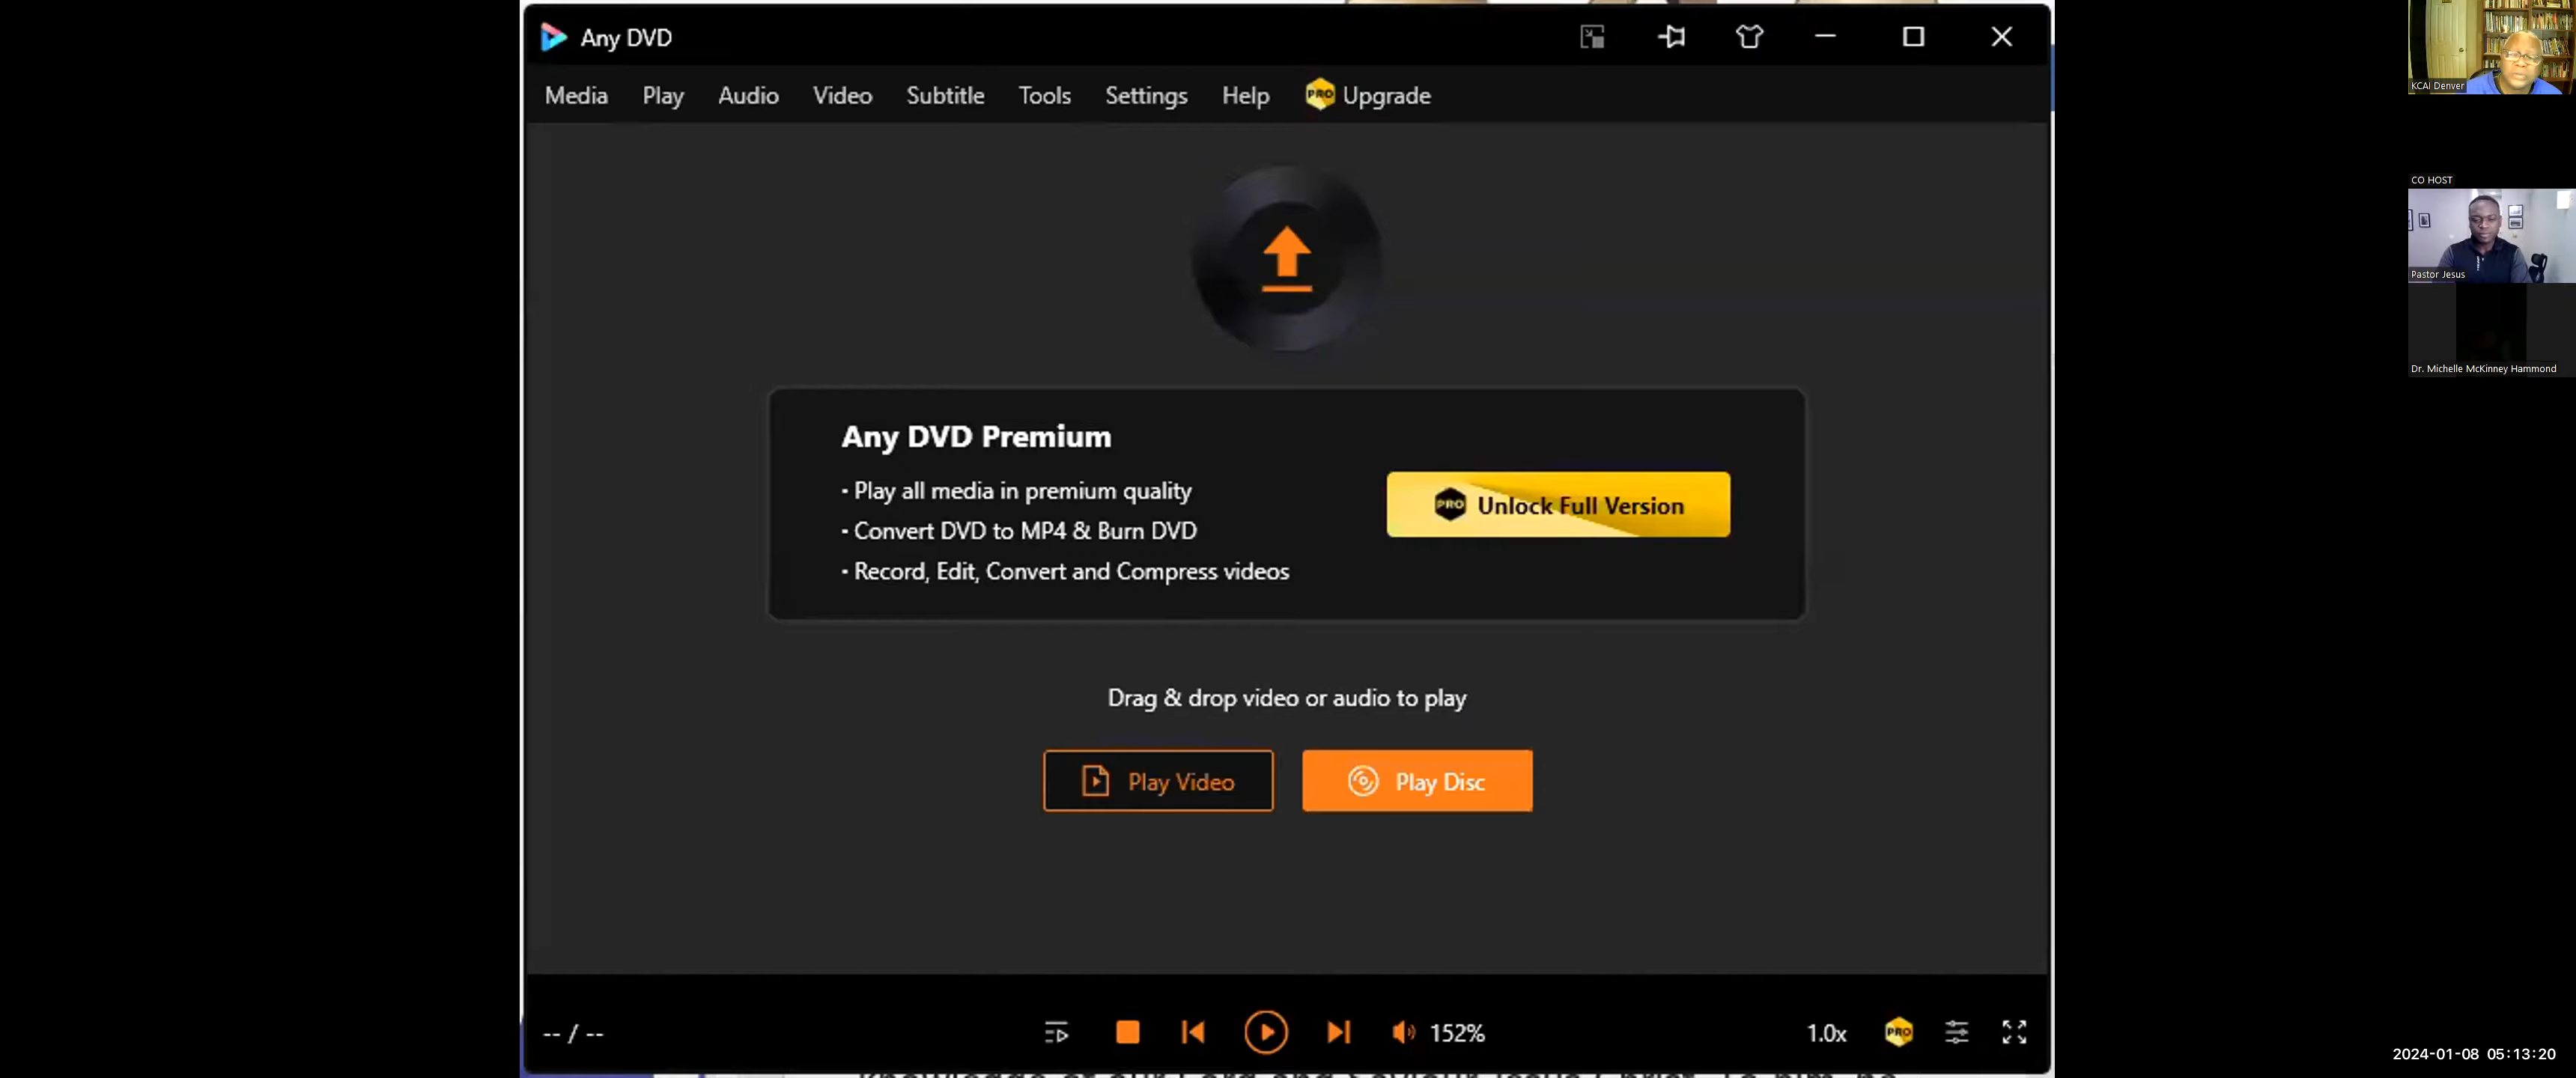 Any DVD
Media Play Audio Video Subtitle Tools Settings Help PRO Upgrade
Any DVD Premium
- Play all media in premium quality
- Convert DVD to MP4 & Burn DVD
- Record, Edit, Convert and Compress videos
PRO Unlock Full Version
Drag & drop video or audio to play
Play Video
Play Disc
-- / --
152%
1.0x
PRO
KCAI Denver
CO HOST
Pastor Jesus
Dr. Michelle McKinney Hammond
2024-01-08 05:13:20